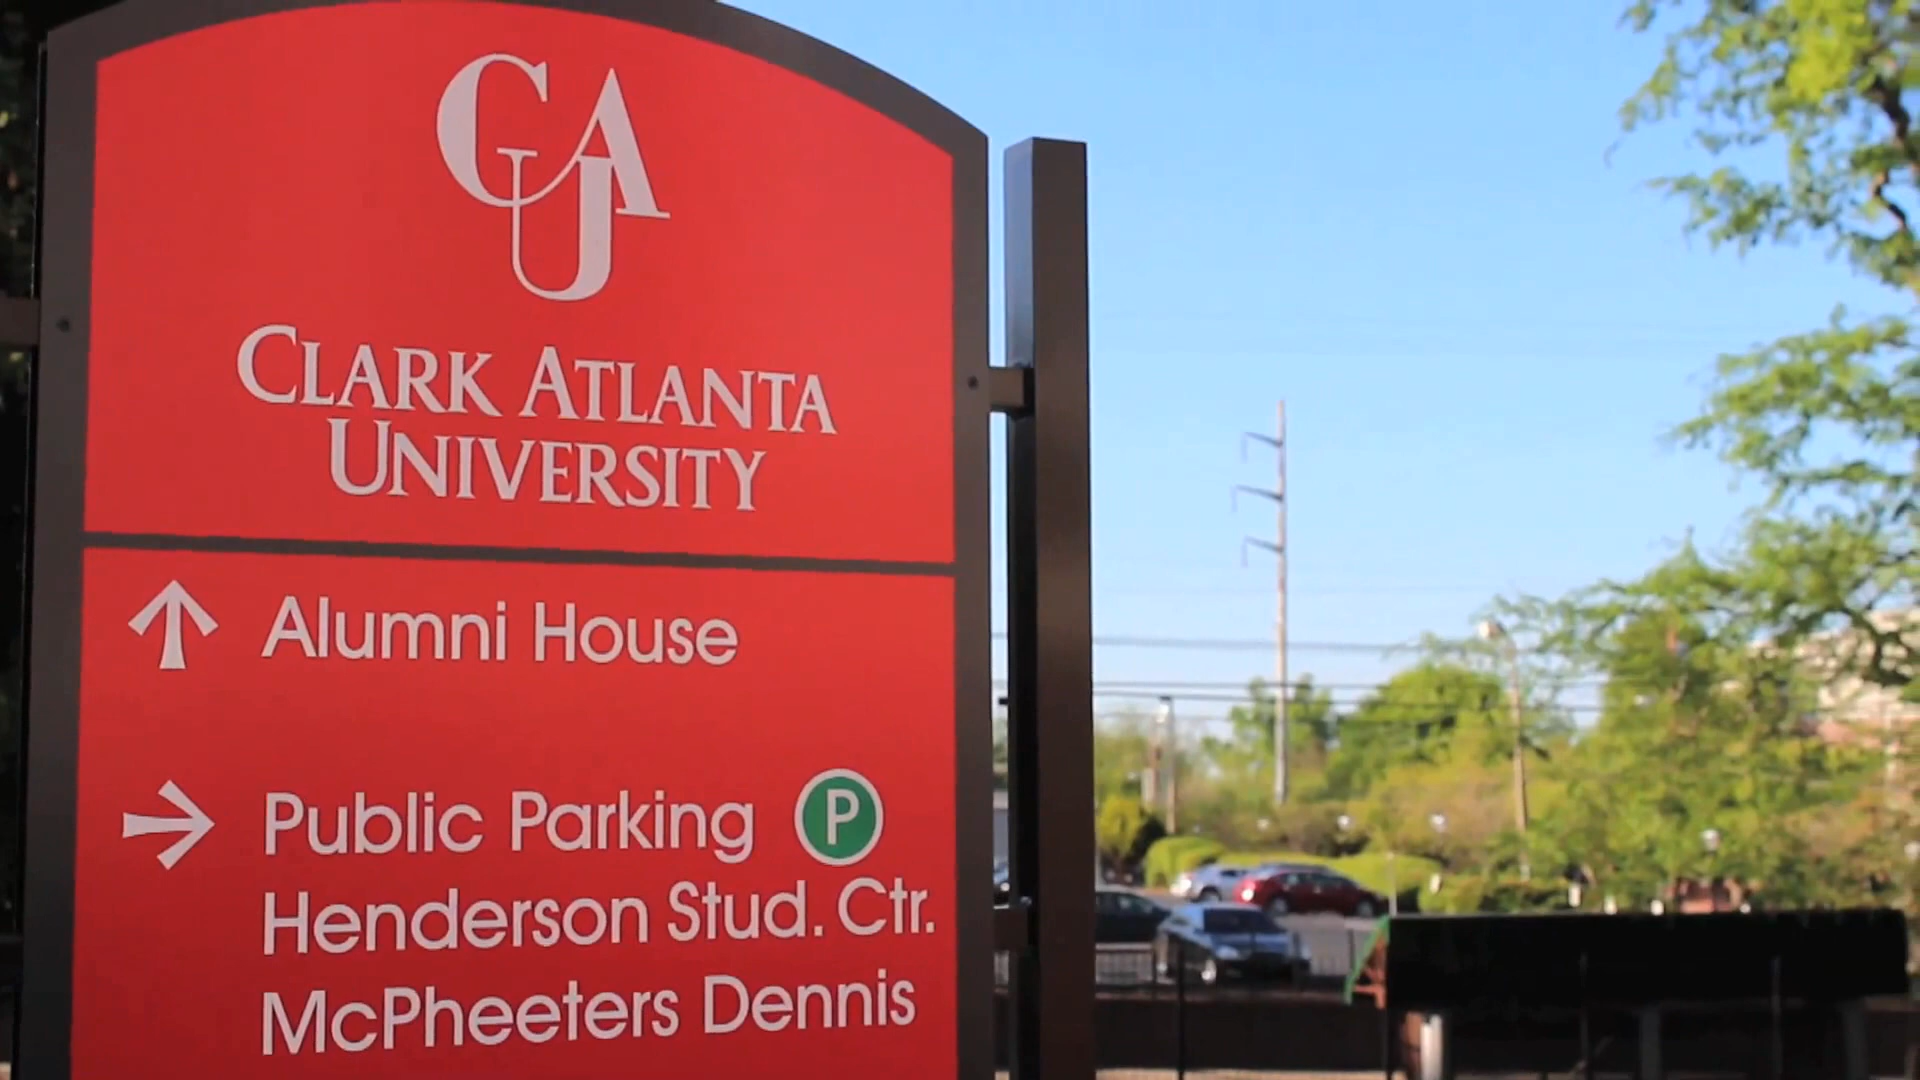 CAU
CLARK ATLANTA
UNIVERSITY
Alumni House
Public Parking P
Henderson Stud. Ctr.
McPheeters Dennis